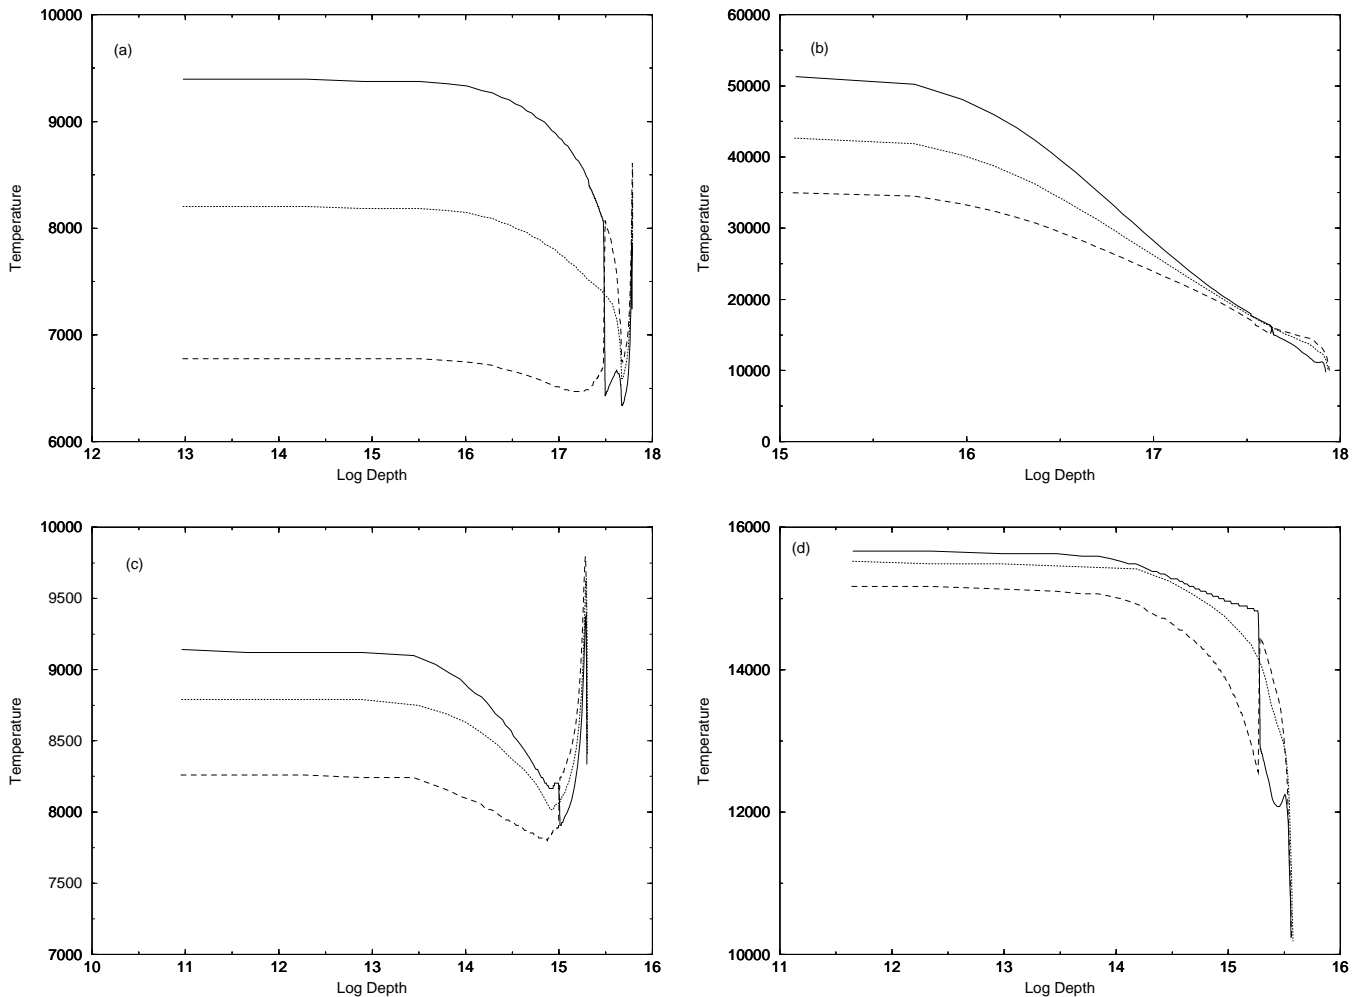 (a)
10000
9000
8000
7000
6000
Temperature
12 13 14 15 16 17 18
Log Depth
(b)
60000
50000
40000
30000
20000
10000
0
Temperature
15 16 17 18
Log Depth
(c)
10000
9500
9000
8500
8000
7500
7000
Temperature
10 11 12 13 14 15 16
Log Depth
(d)
16000
14000
12000
10000
Temperature
11 12 13 14 15 16
Log Depth